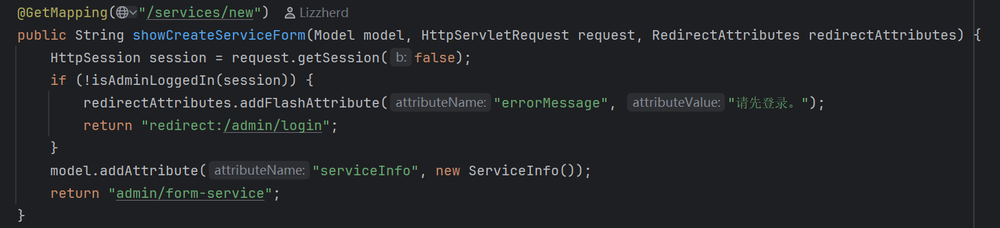 @GetMapping("/services/new") Lizzherd
public String showCreateServiceForm(Model model, HttpServletRequest request, RedirectAttributes redirectAttributes) {
    HttpSession session = request.getSession( b: false);
    if (!isAdminLoggedIn(session)) {
        redirectAttributes.addFlashAttribute( attributeName: "errorMessage", attributeValue: "请先登录。");
        return "redirect:/admin/login";
    }
    model.addAttribute( attributeName: "serviceInfo", new ServiceInfo());
    return "admin/form-service";
}